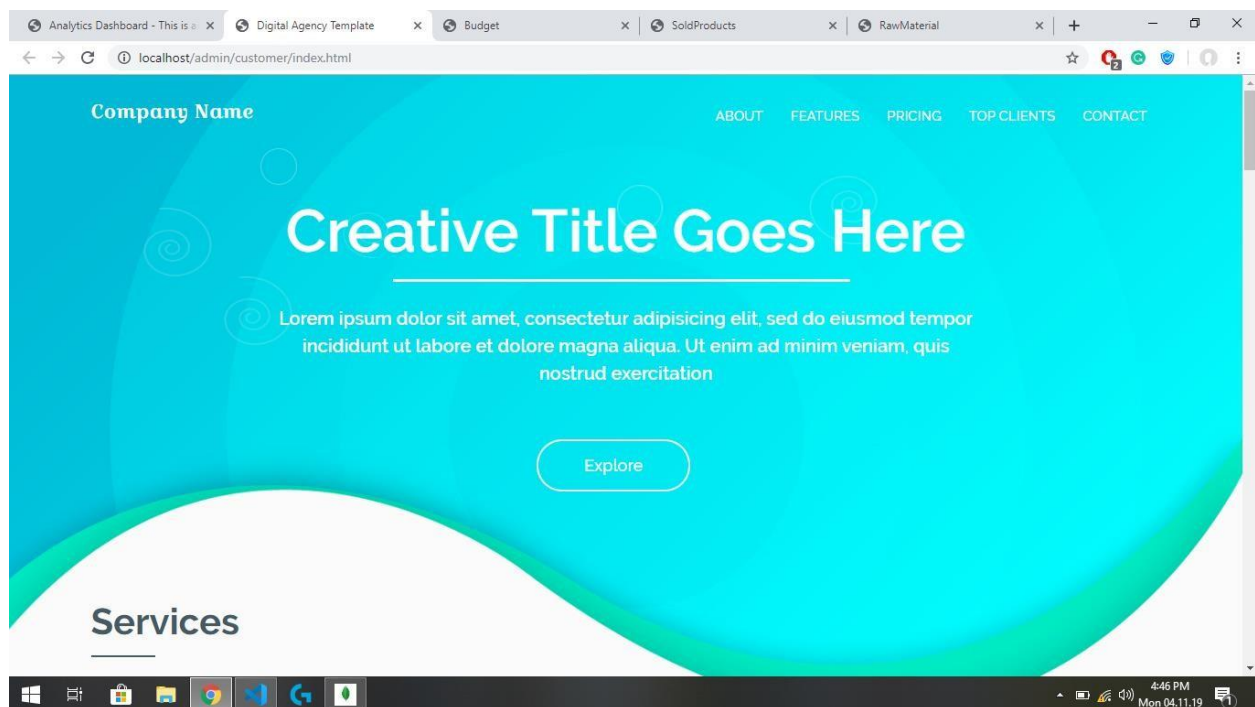 Analytics Dashboard - This is a
Digital Agency Template
Budget
SoldProducts
RawMaterial
localhost/admin/customer/index.html
2
Company Name
ABOUT FEATURES PRICING TOP CLIENTS CONTACT
Creative Title Goes Here
Lorem ipsum dolor sit amet, consectetur adipisicing elit, sed do eiusmod tempor
incididunt ut labore et dolore magna aliqua. Ut enim ad minim veniam, quis
nostrud exercitation
Explore
Services
4:46 PM
Mon 04.11.19
1